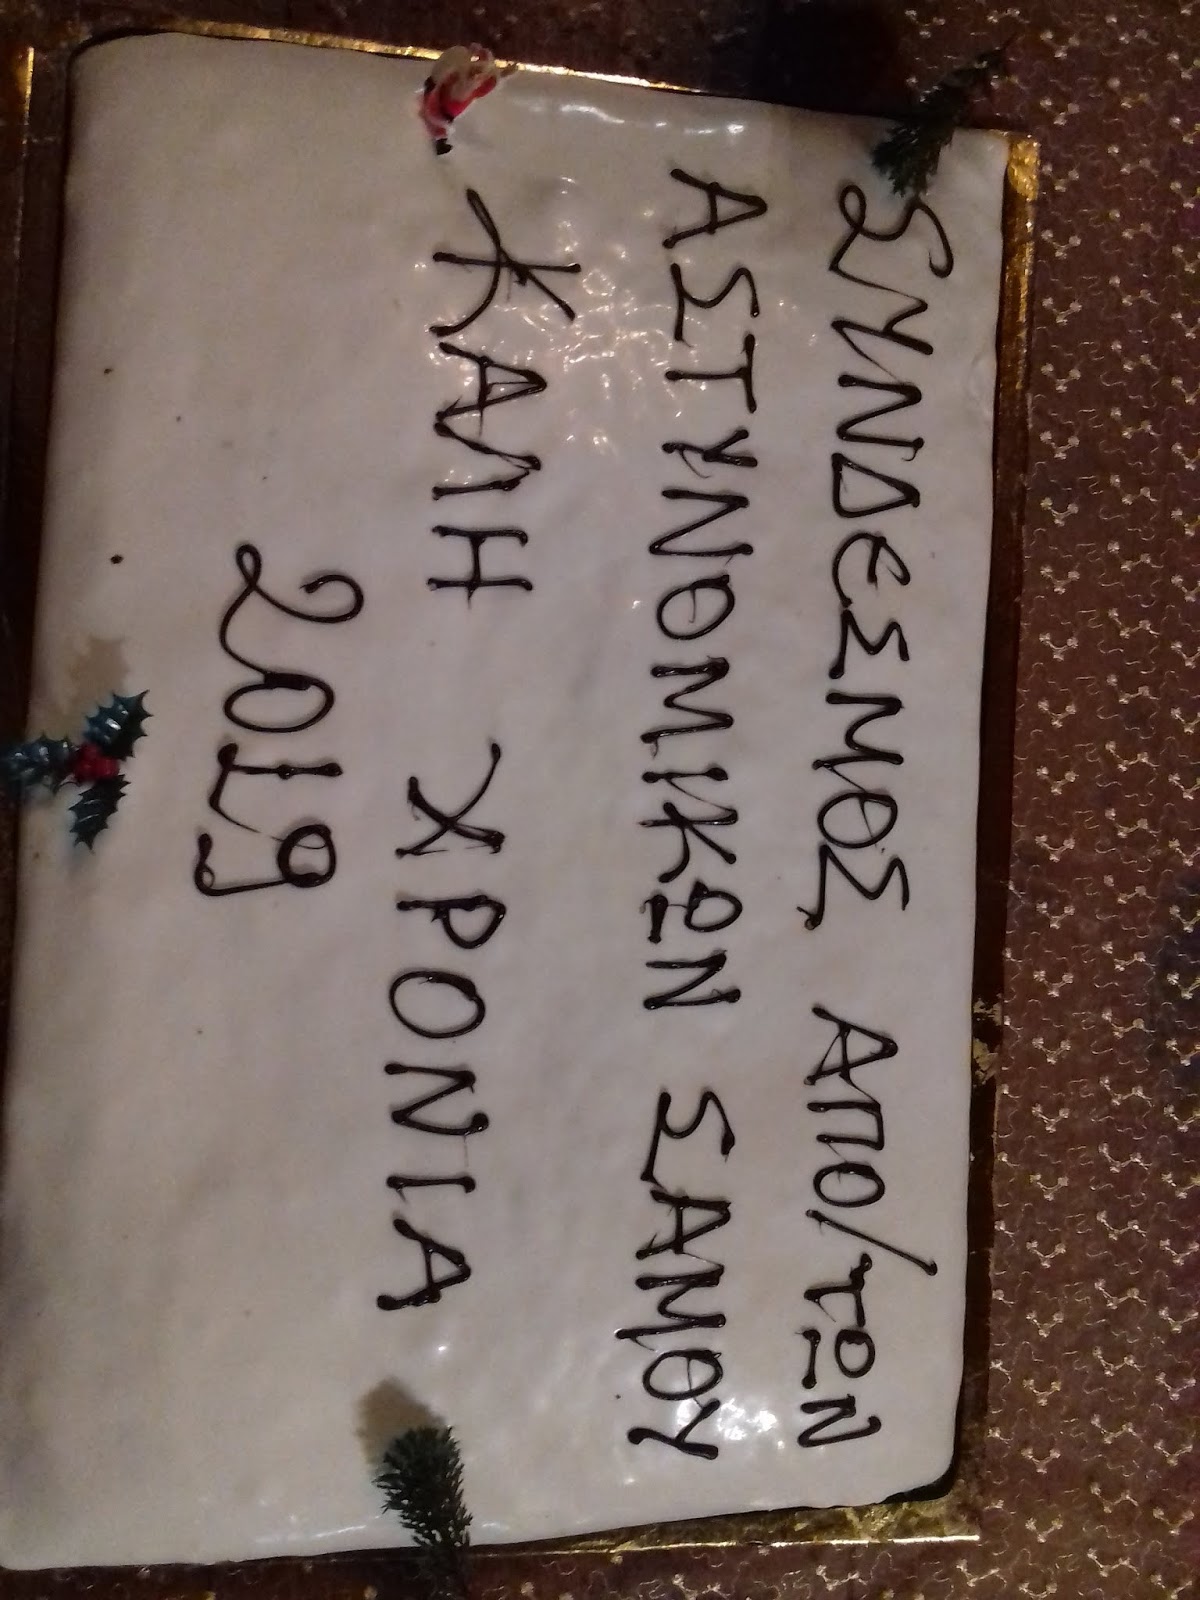 ΣΥΝΔΕΣΜΟΣ ΑΠΟ/ΤΩΝ
ΑΣΤΥΝΟΜΙΚΩΝ ΣΑΜΟΥ
ΚΑΛΗ ΧΡΟΝΙΑ
2019